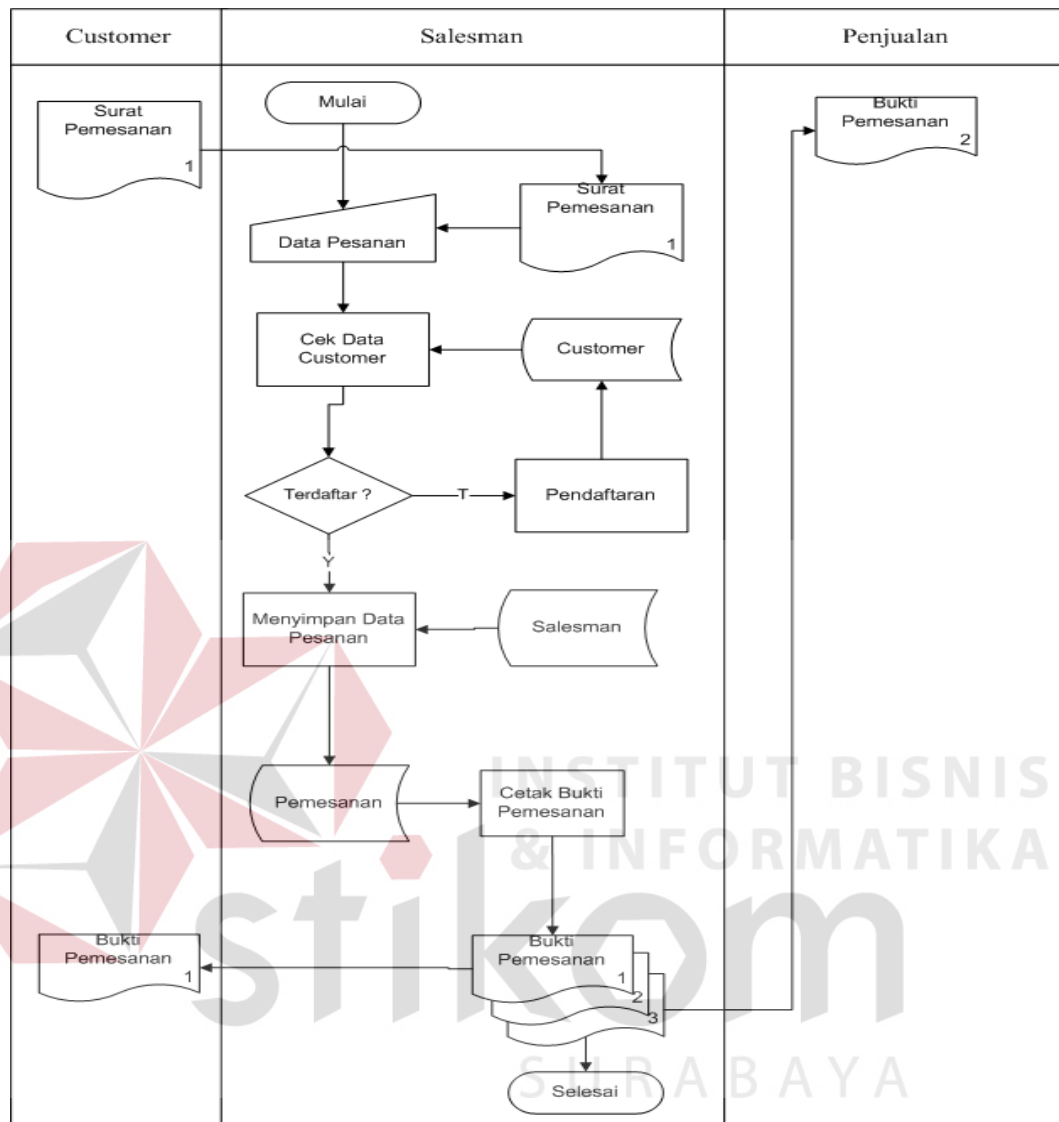 Customer
Salesman
Penjualan
Mulai
Surat
Pemesanan
1
Bukti
Pemesanan
2
Surat
Pemesanan
1
Data Pesanan
Cek Data
Customer
Customer
Terdaftar ?
T
Pendaftaran
Y
Menyimpan Data
Pesanan
Salesman
Pemesanan
Cetak Bukti
Pemesanan
INSTITUT BISNIS
& INFORMATIKA
stikom
SURABAYA
Bukti
Pemesanan
1
Bukti
Pemesanan
1
2
3
Selesai